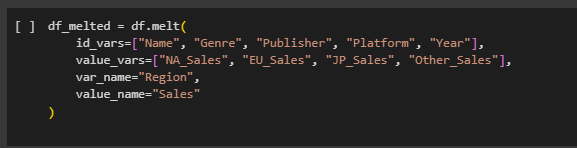 [ ] df_melted = df.melt(
id_vars=["Name", "Genre", "Publisher", "Platform", "Year"],
value_vars=["NA_Sales", "EU_Sales", "JP_Sales", "Other_Sales"],
var_name="Region",
value_name="Sales"
)